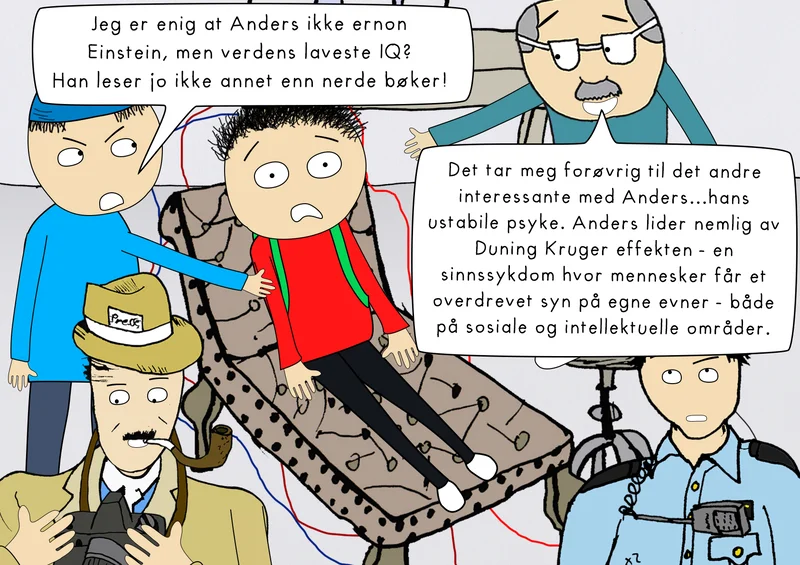 Jeg er enig at Anders ikke ernon
Einstein, men verdens laveste IQ?
Han leser jo ikke annet enn nerde bøker!
Det tar meg forøvrig til det andre
interessante med Anders...hans
ustabile psyke. Anders lider nemlig av
Duning Kruger effekten - en
sinnssykdom hvor mennesker får et
overdrevet syn på egne evner - både
på sosiale og intellektuelle områder.
Press
x2